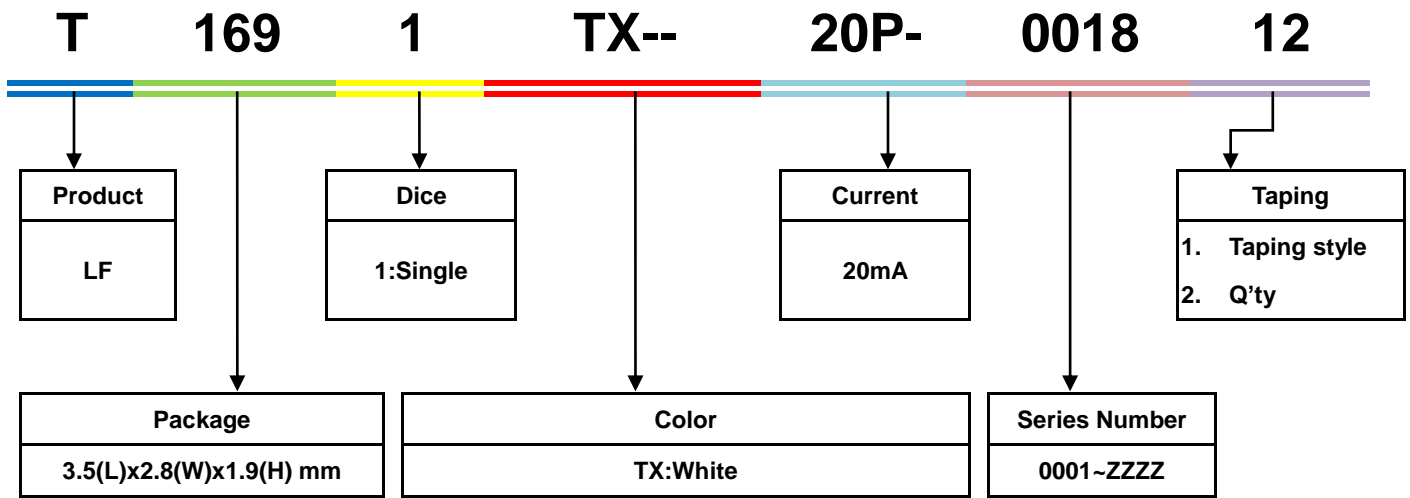 T 169 1 TX-- 20P- 0018 12
Product
LF
Dice
1:Single
Current
20mA
Taping
1. Taping style
2. Q’ty
Package
3.5(L)x2.8(W)x1.9(H) mm
Color
TX:White
Series Number
0001~ZZZZ